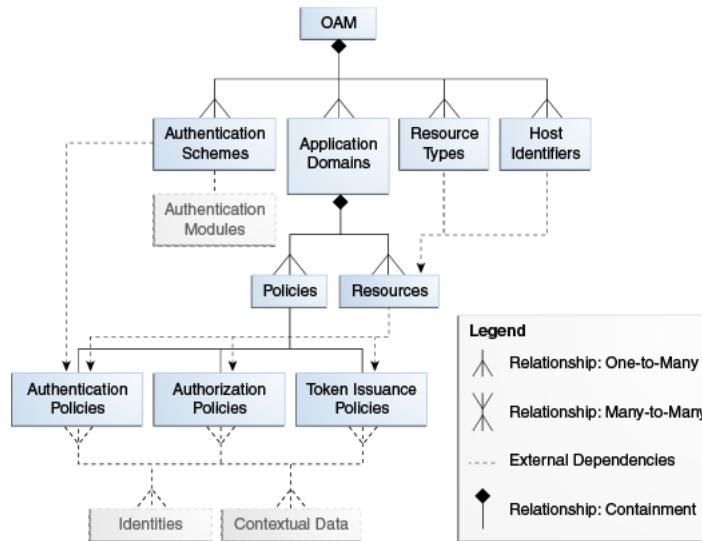 OAM
Authentication
Schemes
Application
Domains
Resource
Types
Host
Identifiers
Authentication
Modules
Policies
Resources
Authentication
Policies
Authorization
Policies
Token Issuance
Policies
Identities
Contextual Data
Legend
Relationship: One-to-Many
Relationship: Many-to-Many
External Dependencies
Relationship: Containment